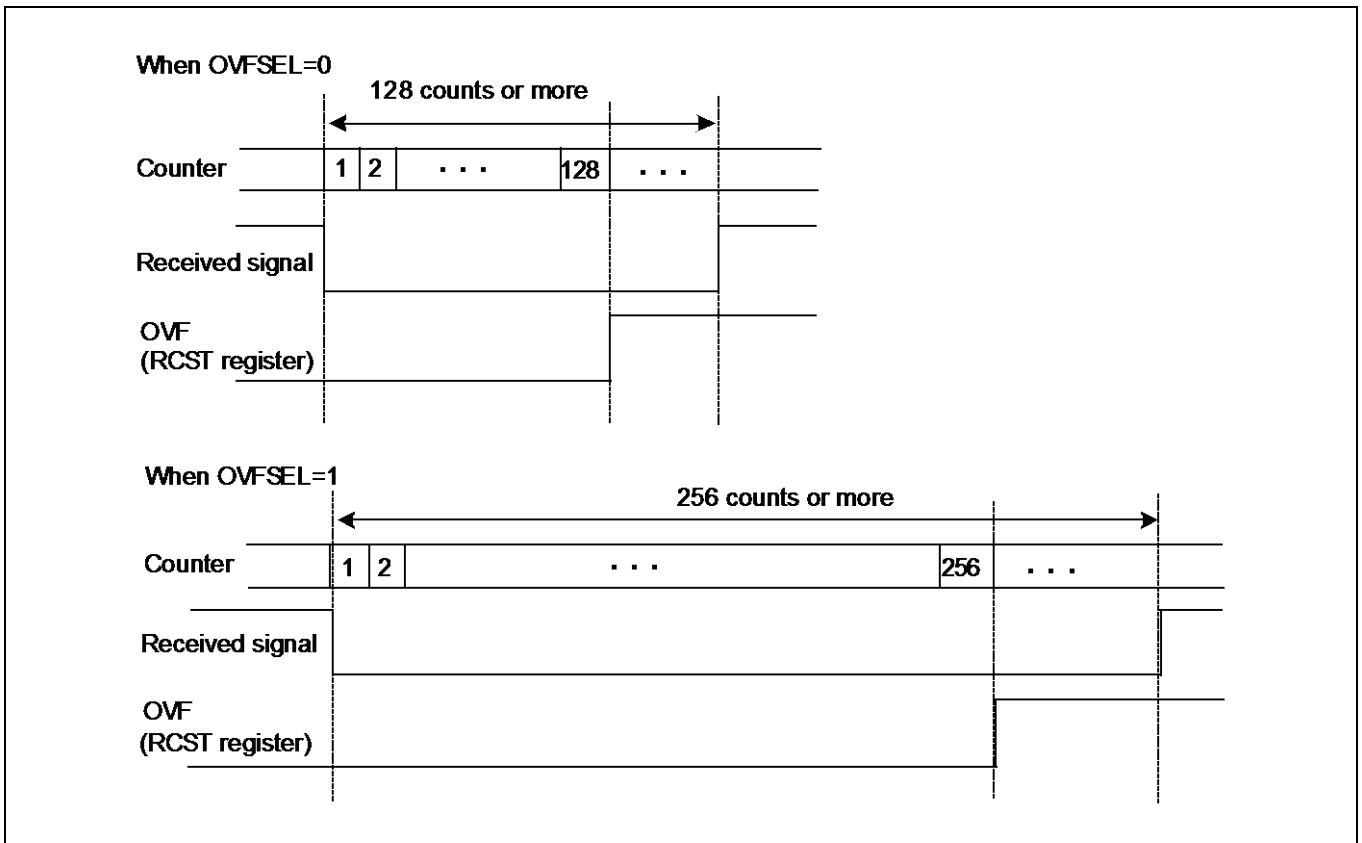 When OVFSEL=0
128 counts or more
Counter 1 2 · · · 128 · · ·
Received signal
OVF
(RCST register)
When OVFSEL=1
256 counts or more
Counter 1 2 · · · 256 · · ·
Received signal
OVF
(RCST register)